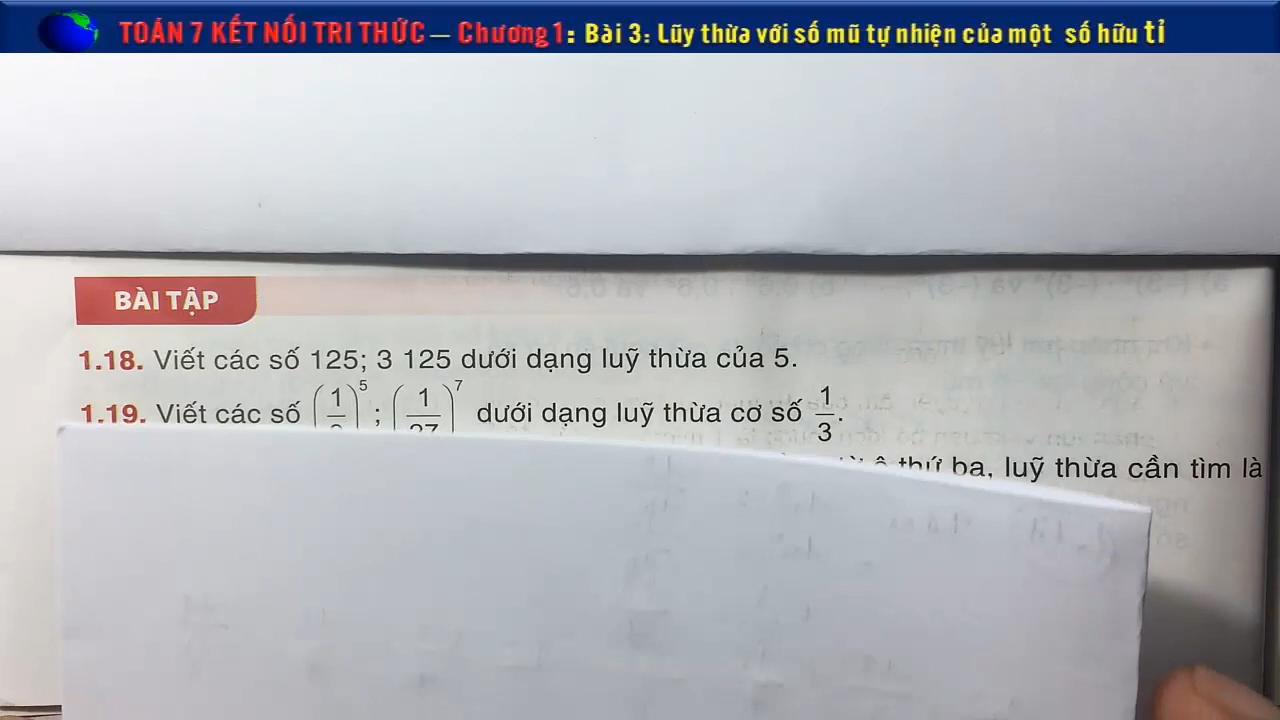 TOÁN 7 KẾT NỐI TRI THỨC – Chương 1: Bài 3: Lũy thừa với số mũ tự nhiện của một số hữu tỉ
BÀI TẬP
1.18. Viết các số 125; 3 125 dưới dạng luỹ thừa của 5.
1.19. Viết các số (1/)^5; (1/27)^7 dưới dạng luỹ thừa cơ số 1/3.
thứ ba, luỹ thừa cần tìm là